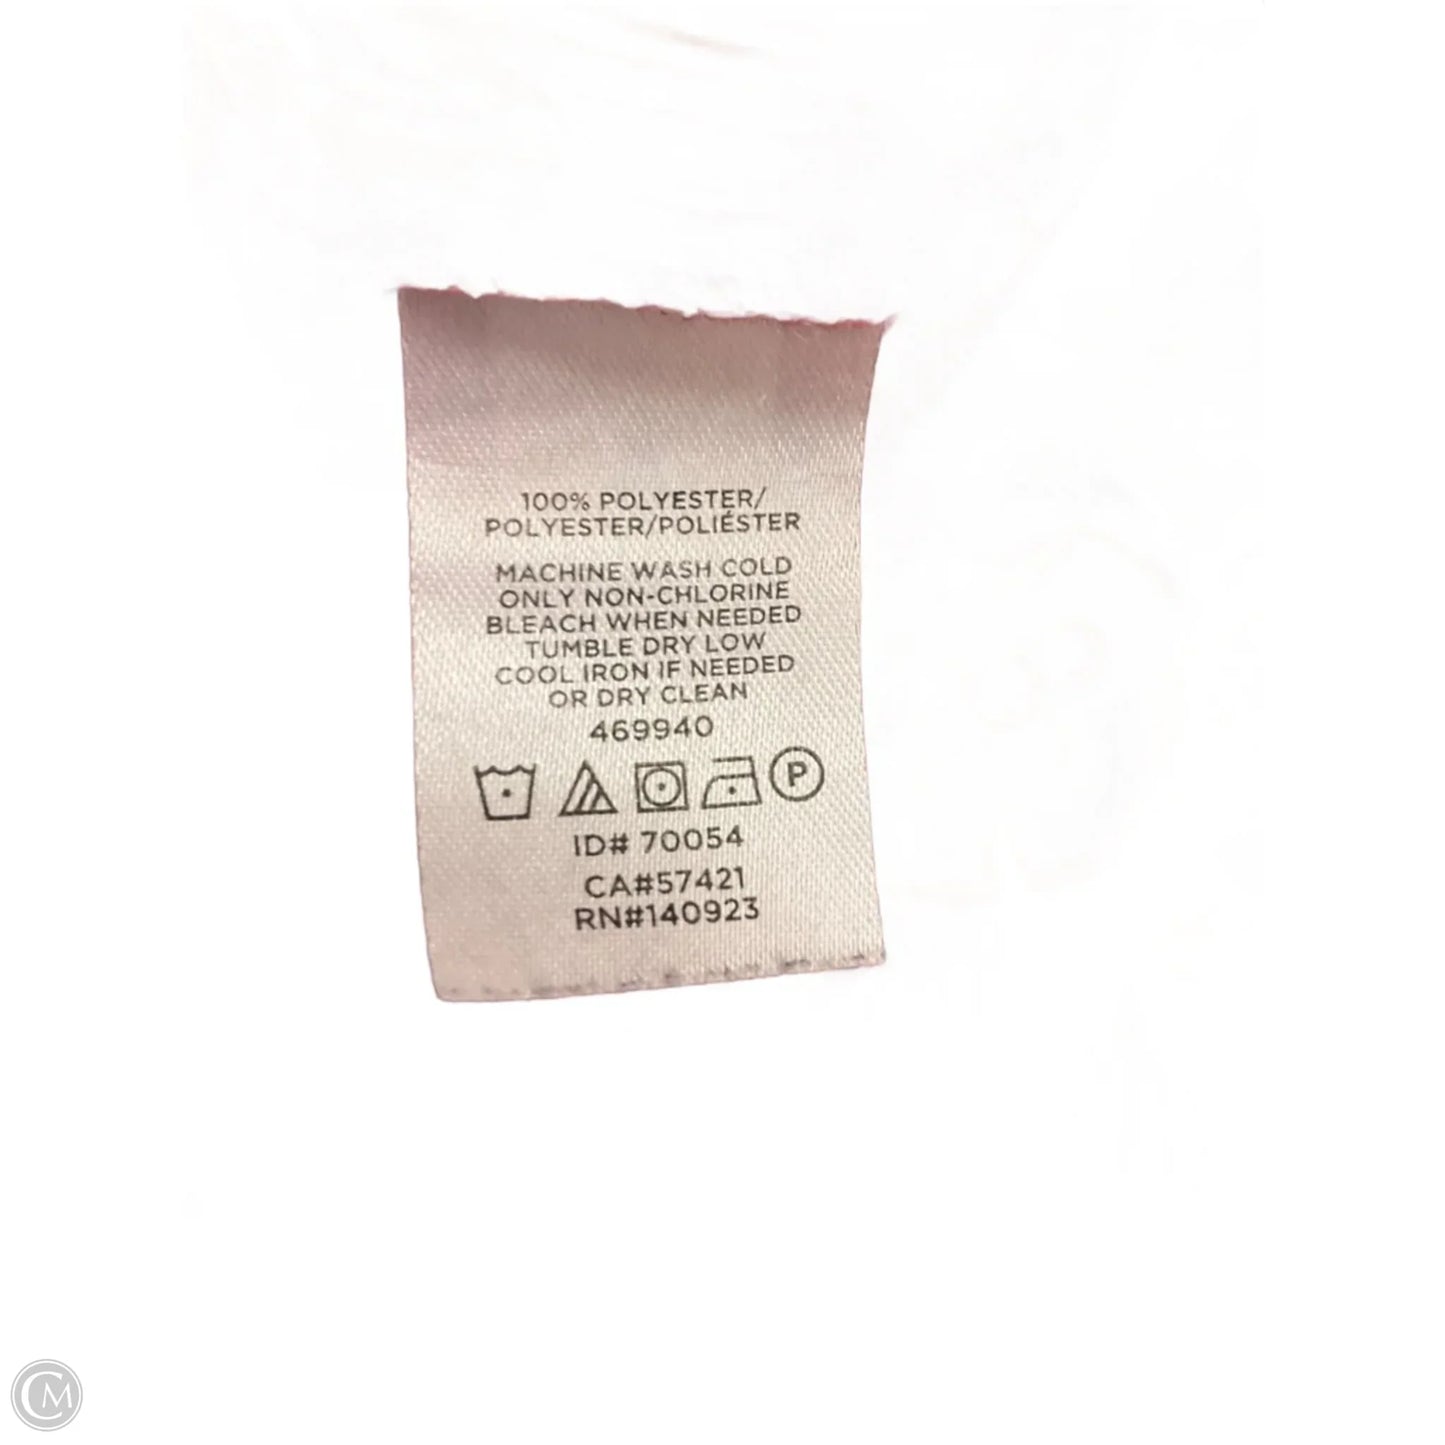 100% POLYESTER/
POLYESTER/POLIÉSTER
MACHINE WASH COLD
ONLY NON-CHLORINE
BLEACH WHEN NEEDED
TUMBLE DRY LOW
COOL IRON IF NEEDED
OR DRY CLEAN
469940
P
ID# 70054
CA#57421
RN#140923
CM